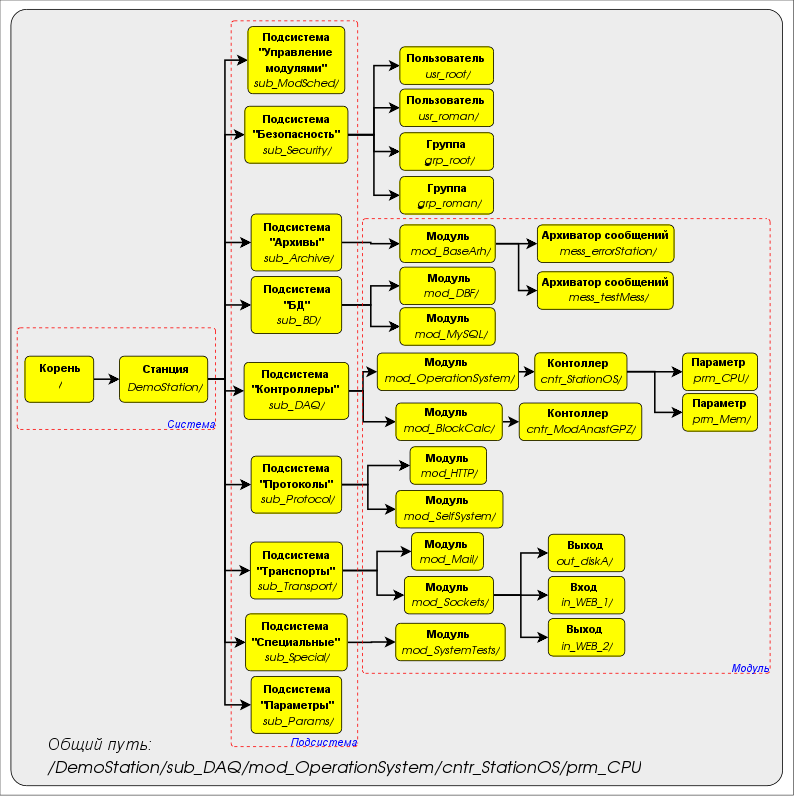 Корень
/
Станция
DemoStation/
Система
Подсистема
"Управление
модулями"
sub_ModSched/
Подсистема
"Безопасность"
sub_Security/
Пользователь
usr_root/
Пользователь
usr_roman/
Группа
grp_root/
Группа
grp_roman/
Подсистема
"Архивы"
sub_Archive/
Модуль
mod_BaseArh/
Архиватор сообщений
mess_errorStation/
Архиватор сообщений
mess_testMess/
Подсистема
"БД"
sub_BD/
Модуль
mod_DBF/
Модуль
mod_MySQL/
Подсистема
"Контроллеры"
sub_DAQ/
Модуль
mod_OperationSystem/
Контоллер
cntr_StationOS/
Параметр
prm_CPU/
Параметр
prm_Mem/
Модуль
mod_BlockCalc/
Контоллер
cntr_ModAnastGPZ/
Подсистема
"Протоколы"
sub_Protocol/
Модуль
mod_HTTP/
Модуль
mod_SelfSystem/
Подсистема
"Транспорты"
sub_Transport/
Модуль
mod_Mail/
Модуль
mod_Sockets/
Выход
out_diskA/
Вход
in_WEB_1/
Выход
in_WEB_2/
Подсистема
"Специальные"
sub_Special/
Модуль
mod_SystemTests/
Модуль
Подсистема
"Параметры"
sub_Params/
Подсистема
Общий путь:
/DemoStation/sub_DAQ/mod_OperationSystem/cntr_StationOS/prm_CPU